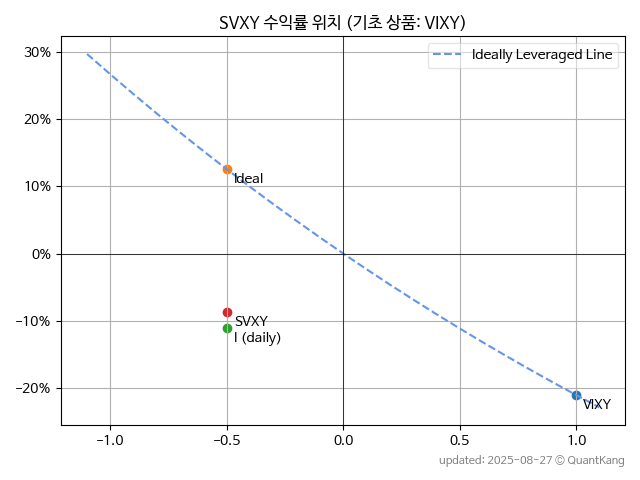 SVXY 수익률 위치 (기초 상품: VIXY)
Ideally Leveraged Line
30%
20%
10%
0%
−10%
−20%
Ideal
SVXY
I (daily)
VIXY
−1.0
−0.5
0.0
0.5
1.0
updated: 2025-08-27 © QuantKang